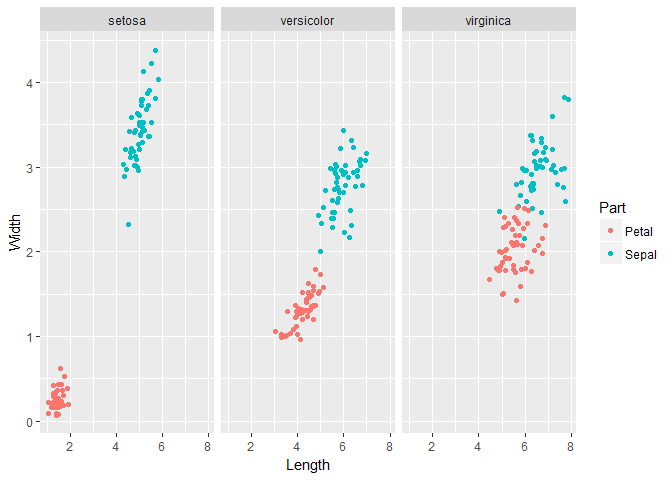 setosa versicolor virginica
4
3
2
1
0
Width
2 4 6 8 2 4 6 8 2 4 6 8
Length
Part
Petal
Sepal